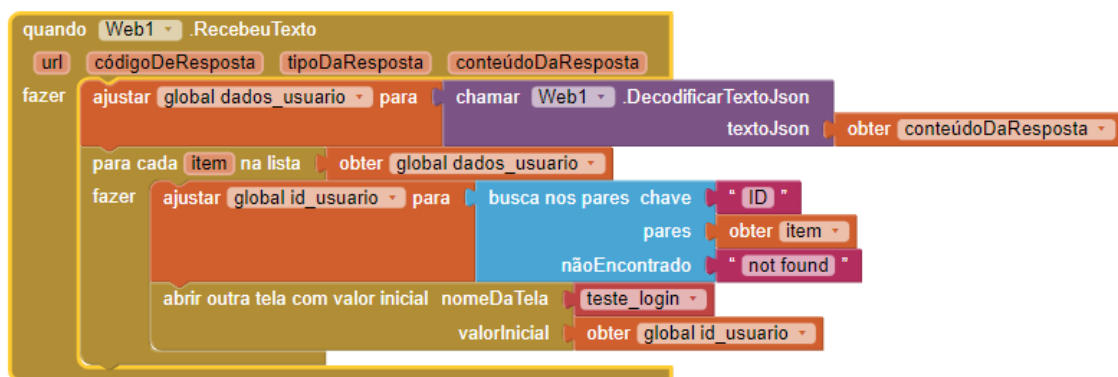 quando Web1 .RecebeuTexto
url códigoDeResposta tipoDaResposta conteúdoDaResposta
fazer ajustar global dados_usuario para chamar Web1 .DecodificarTextoJson
textoJson obter conteúdoDaResposta
para cada item na lista obter global dados_usuario
fazer ajustar global id_usuario para busca nos pares chave " ID "
pares obter item
nãoEncontrado " not found "
abrir outra tela com valor inicial nomeDaTela teste_login
valorInicial obter global id_usuario